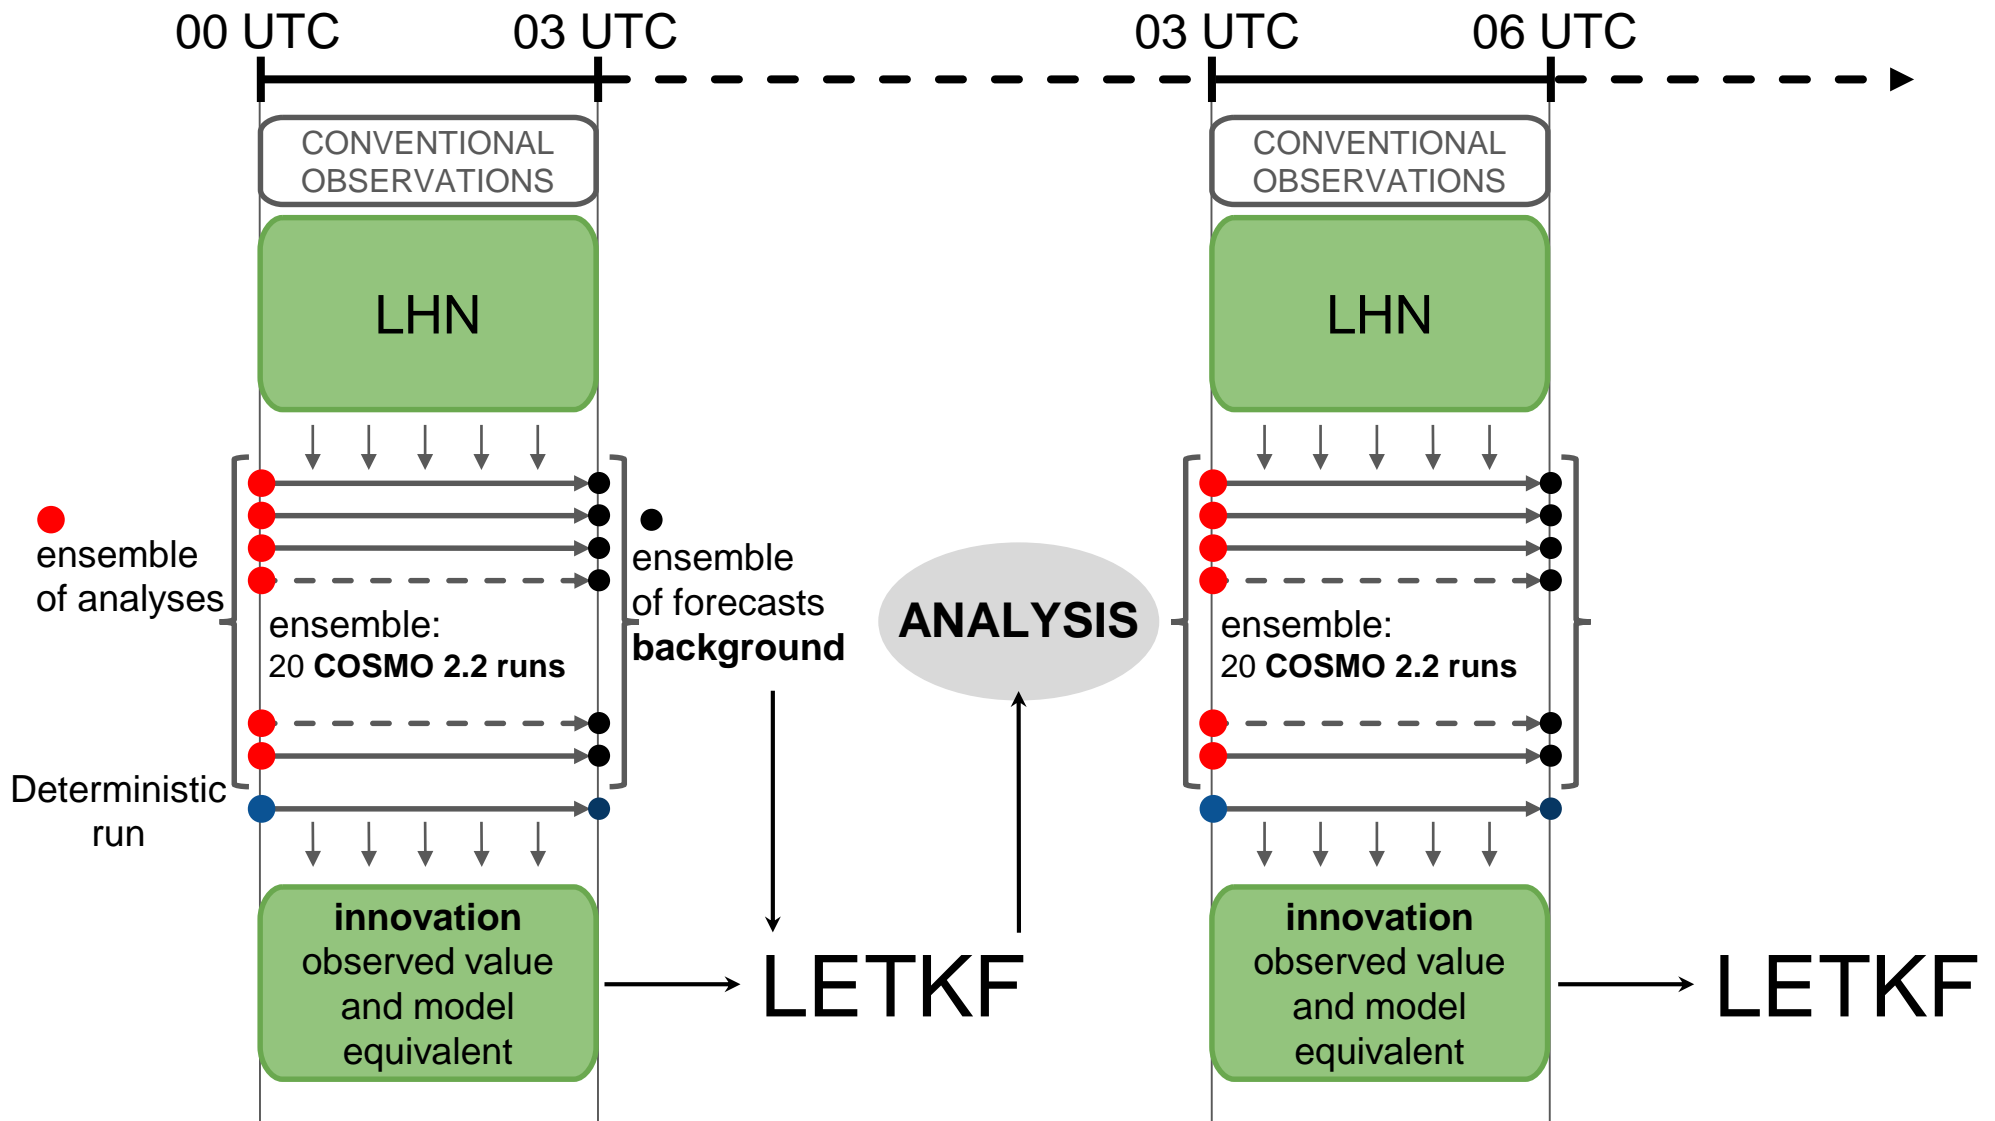 00 UTC
03 UTC
03 UTC
06 UTC
CONVENTIONAL
OBSERVATIONS
LHN
ensemble
of analyses
ensemble:
20 COSMO 2.2 runs
ensemble
of forecasts
background
Deterministic
run
innovation
observed value
and model
equivalent
LETKF
ANALYSIS
CONVENTIONAL
OBSERVATIONS
LHN
ensemble:
20 COSMO 2.2 runs
innovation
observed value
and model
equivalent
LETKF